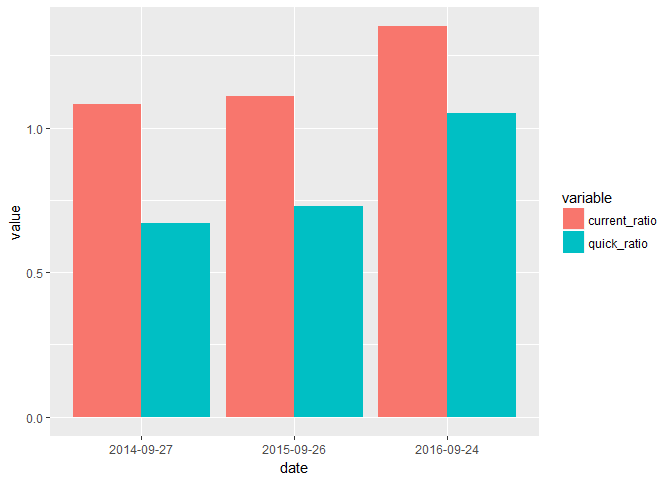 value
1.0
0.5
0.0
2014-09-27
2015-09-26
2016-09-24
date
variable
current_ratio
quick_ratio